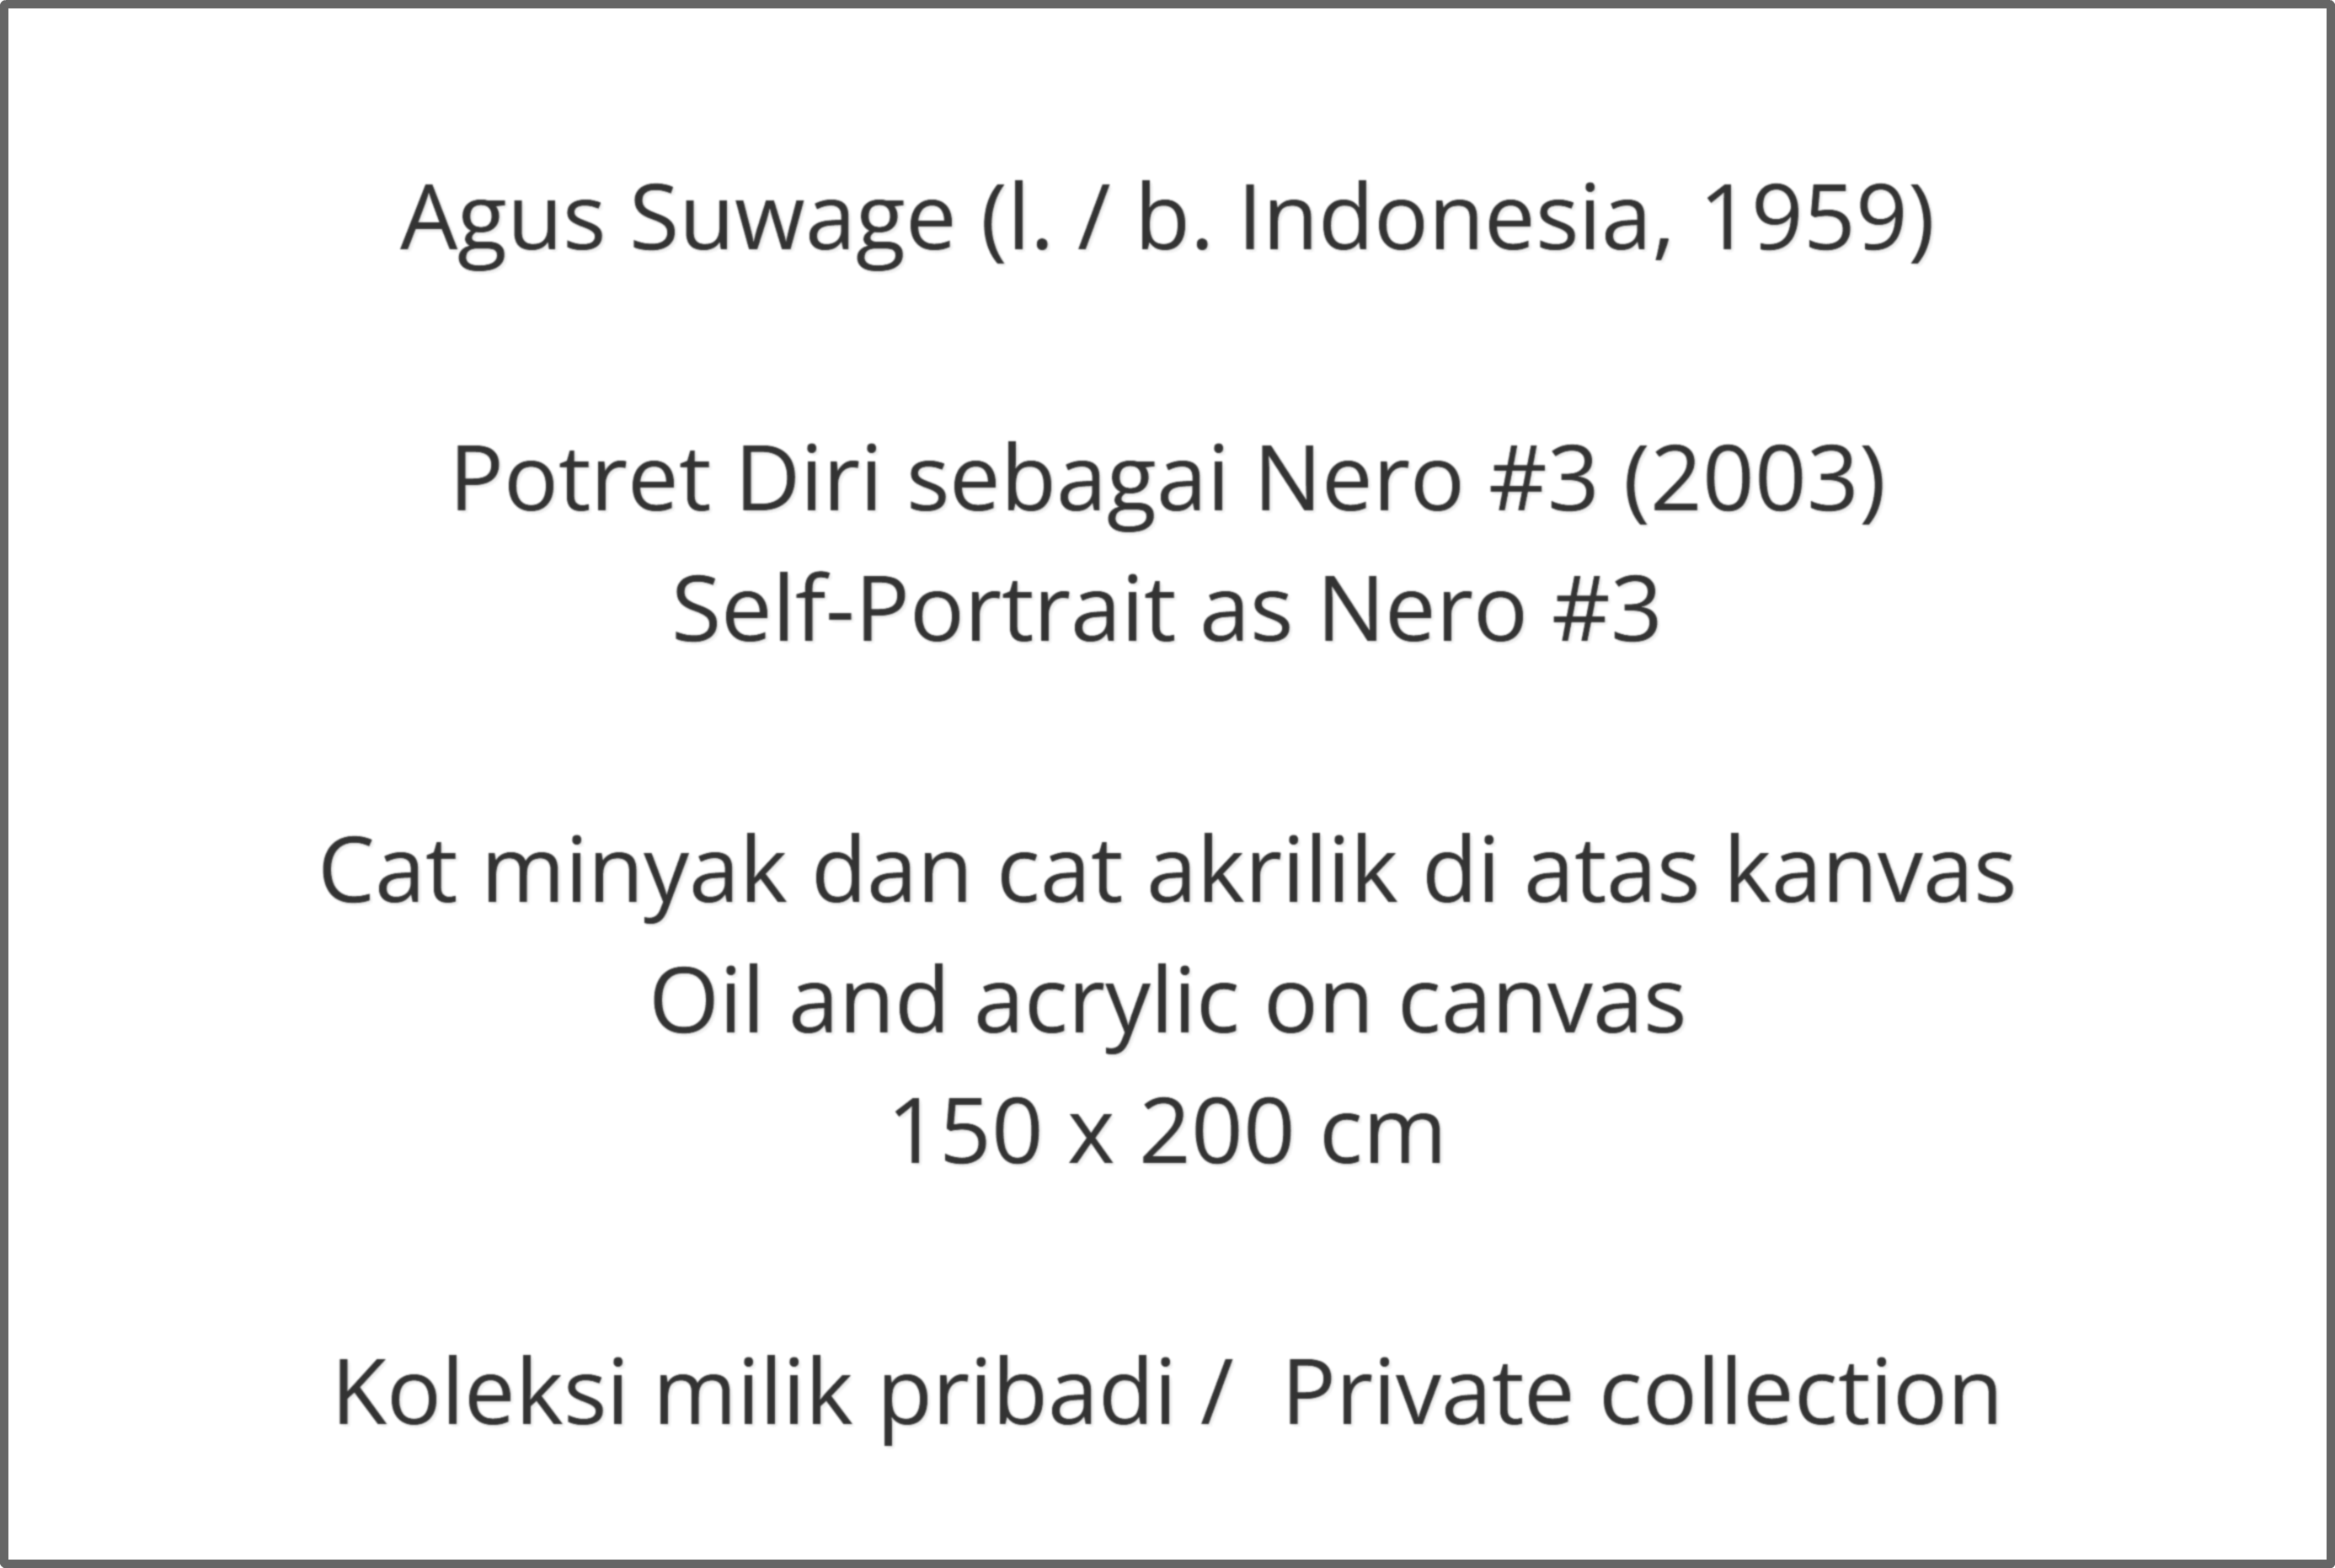 Agus Suwage (l. / b. Indonesia, 1959)
Potret Diri sebagai Nero #3 (2003)
Self-Portrait as Nero #3
Cat minyak dan cat akrilik di atas kanvas
Oil and acrylic on canvas
150 x 200 cm
Koleksi milik pribadi /  Private collection